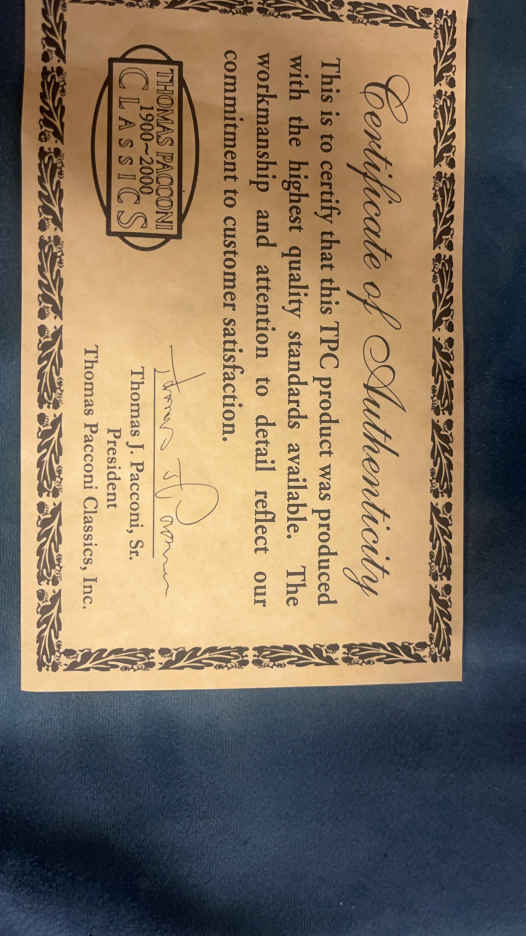 Certificate of Authenticity
This is to certify that this TPC product was produced
with the highest quality standards available. The
workmanship and attention to detail reflect our
commitment to customer satisfaction.
THOMAS PACCONI
1900~2000
CLASSICS
Thomas J Pacconi
Thomas J. Pacconi, Sr.
President
Thomas Pacconi Classics, Inc.